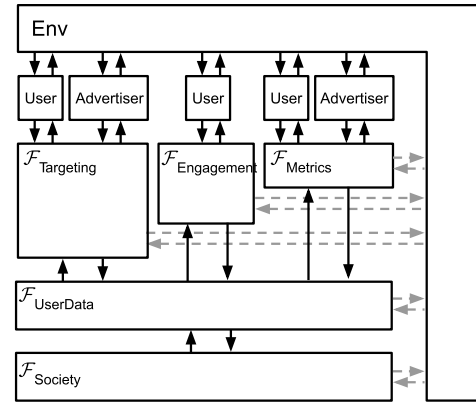 Env
User Advertiser User User Advertiser
ℱTargeting ℱEngagement ℱMetrics
ℱUserData
ℱSociety